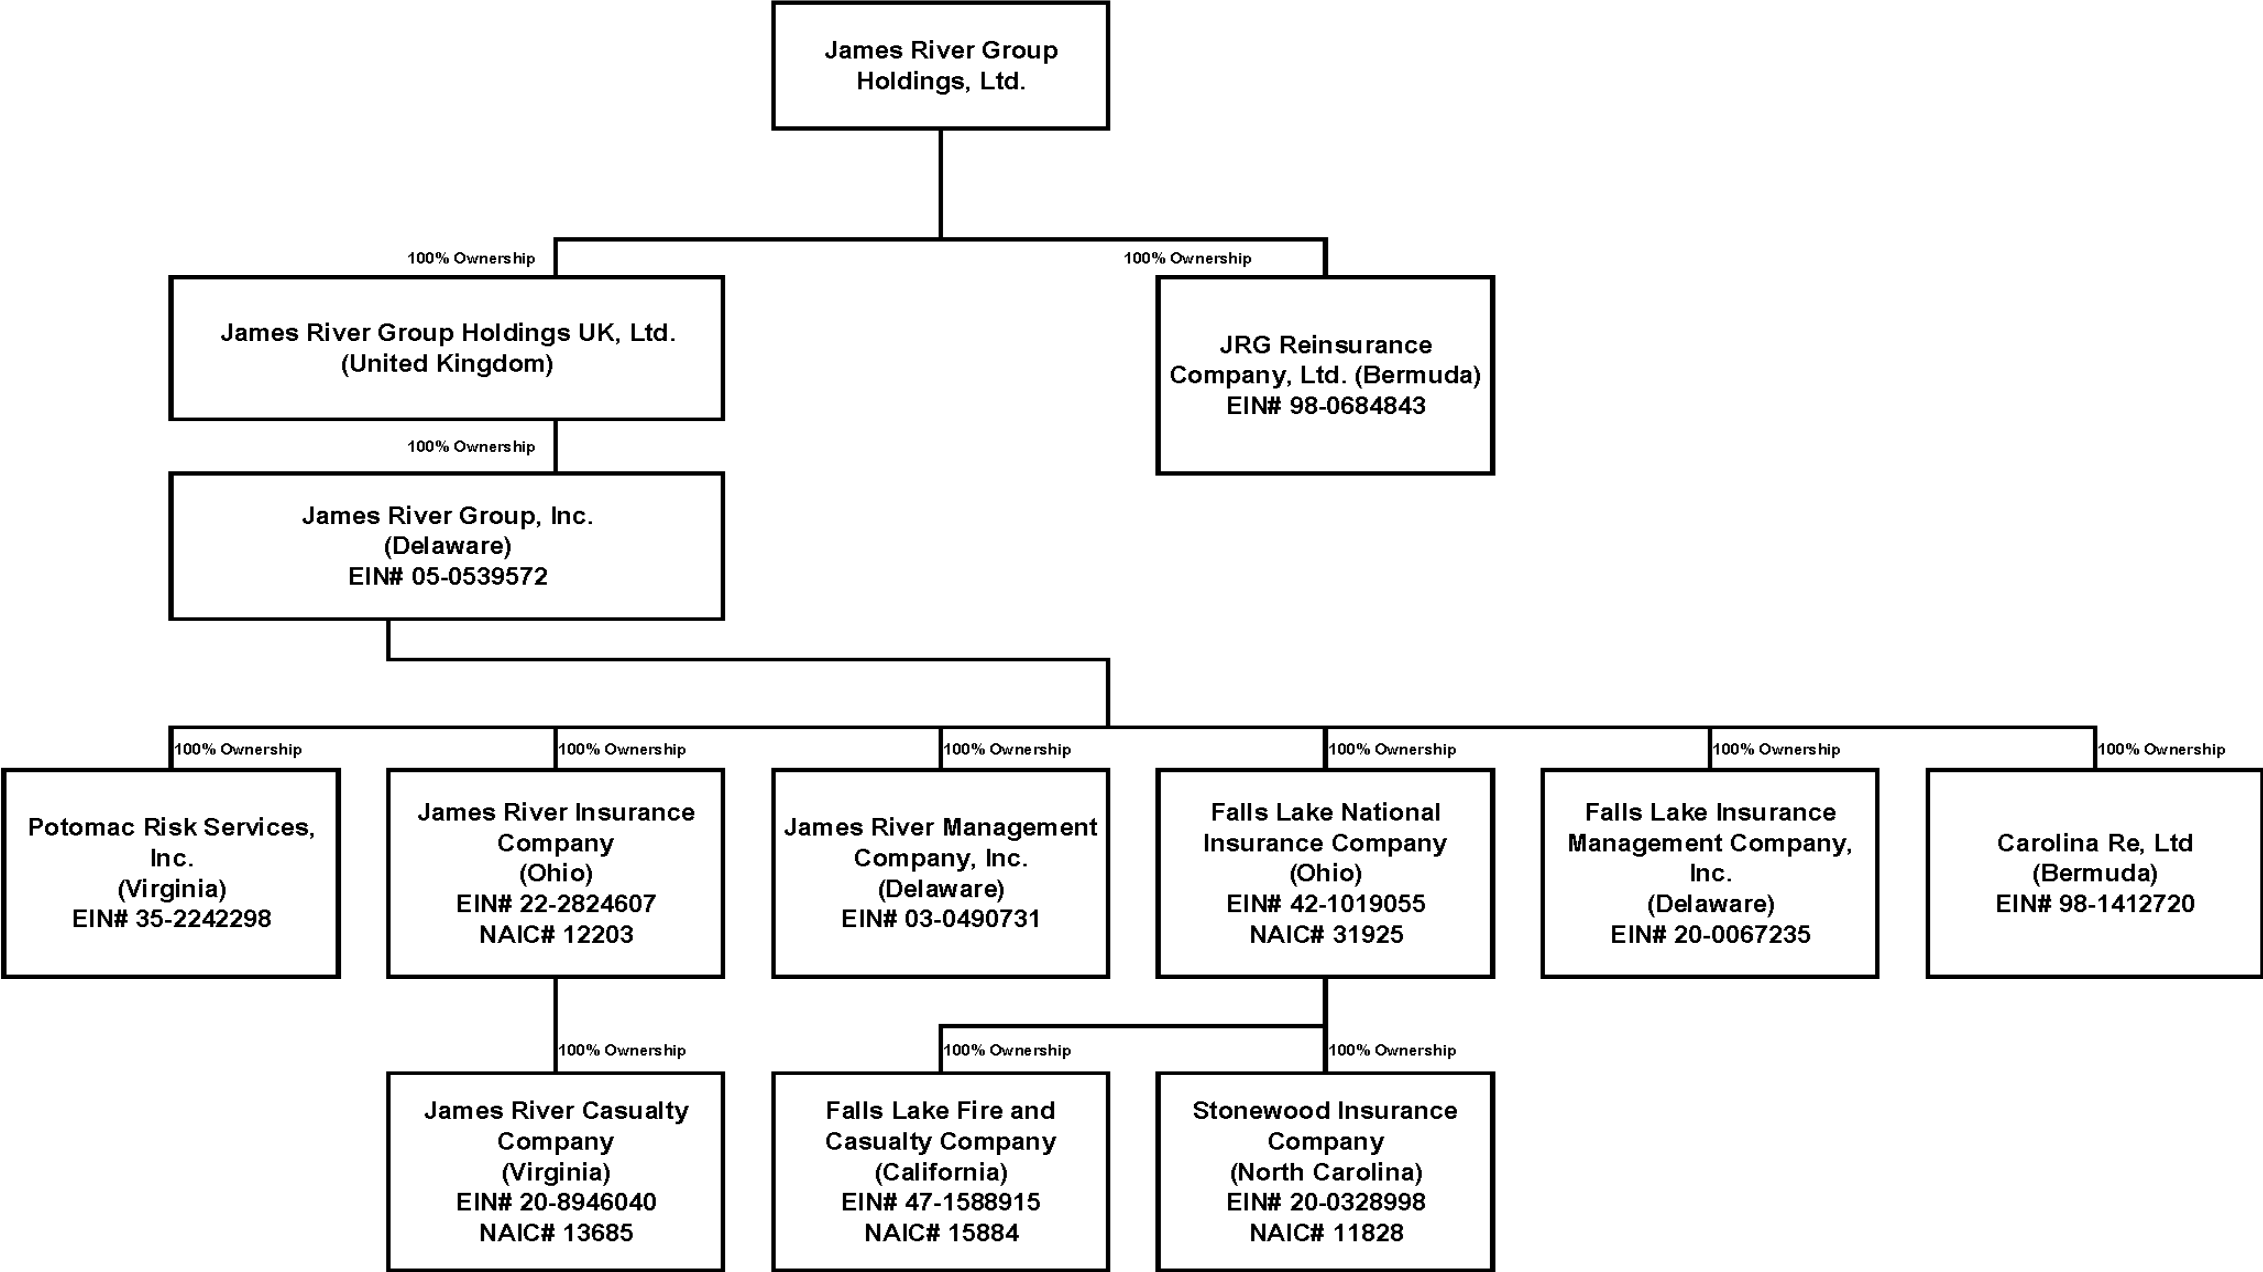 James River Group
Holdings, Ltd.
100% Ownership
100% Ownership
James River Group Holdings UK, Ltd.
(United Kingdom)
JRG Reinsurance
Company, Ltd. (Bermuda)
EIN# 98-0684843
100% Ownership
James River Group, Inc.
(Delaware)
EIN# 05-0539572
100% Ownership
100% Ownership
100% Ownership
100% Ownership
100% Ownership
100% Ownership
Potomac Risk Services,
Inc.
(Virginia)
EIN# 35-2242298
James River Insurance
Company
(Ohio)
EIN# 22-2824607
NAIC# 12203
James River Management
Company, Inc.
(Delaware)
EIN# 03-0490731
Falls Lake National
Insurance Company
(Ohio)
EIN# 42-1019055
NAIC# 31925
Falls Lake Insurance
Management Company,
Inc.
(Delaware)
EIN# 20-0067235
Carolina Re, Ltd
(Bermuda)
EIN# 98-1412720
100% Ownership
100% Ownership
100% Ownership
James River Casualty
Company
(Virginia)
EIN# 20-8946040
NAIC# 13685
Falls Lake Fire and
Casualty Company
(California)
EIN# 47-1588915
NAIC# 15884
Stonewood Insurance
Company
(North Carolina)
EIN# 20-0328998
NAIC# 11828